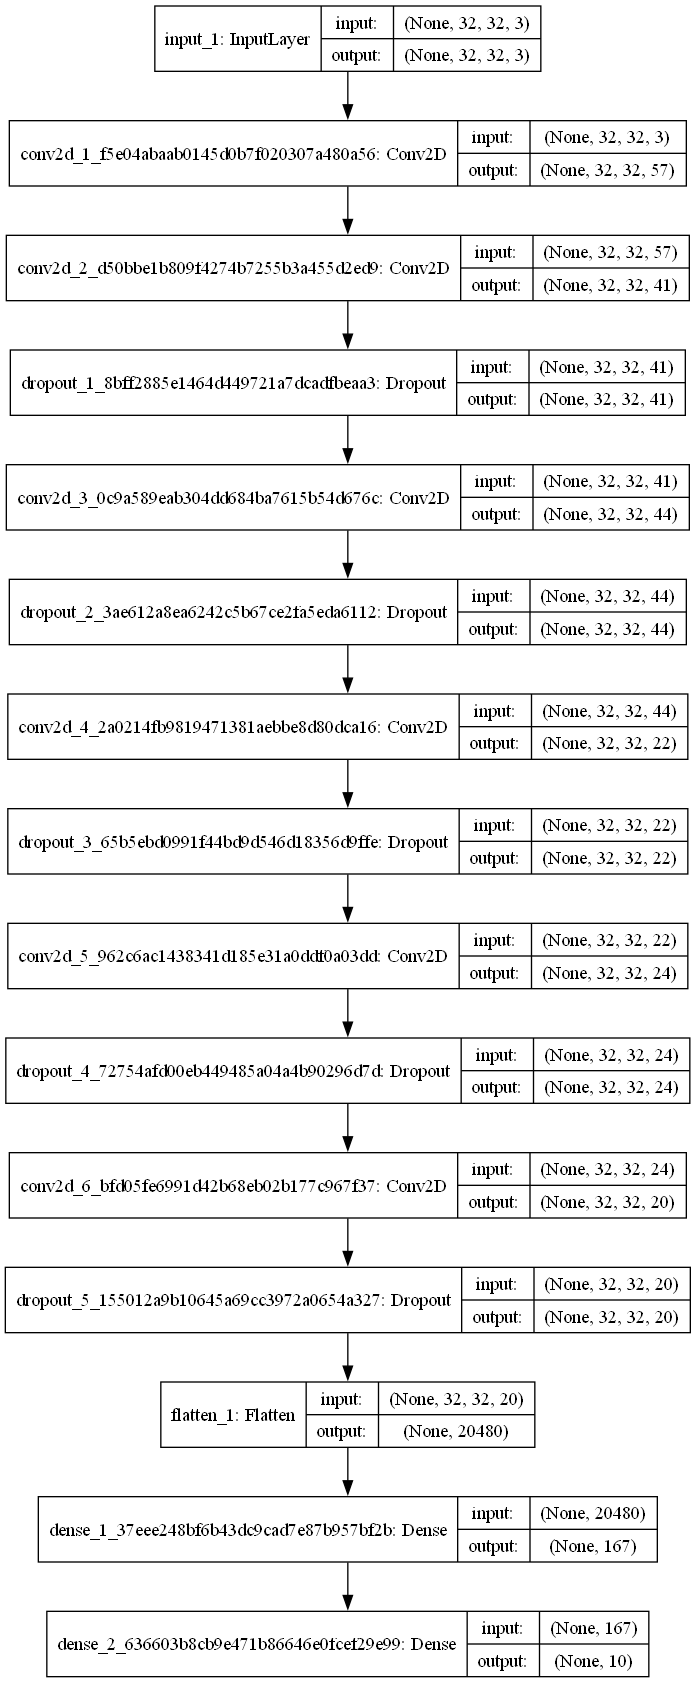 input_1: InputLayer
input: (None, 32, 32, 3)
output: (None, 32, 32, 3)
conv2d_1_f5e04abaab0145d0b7f020307a480a56: Conv2D
input: (None, 32, 32, 3)
output: (None, 32, 32, 57)
conv2d_2_d50bbe1b809f4274b7255b3a455d2ed9: Conv2D
input: (None, 32, 32, 57)
output: (None, 32, 32, 41)
dropout_1_8bff2885e1464d449721a7dcadfbeaa3: Dropout
input: (None, 32, 32, 41)
output: (None, 32, 32, 41)
conv2d_3_0c9a589eab304dd684ba7615b54d676c: Conv2D
input: (None, 32, 32, 41)
output: (None, 32, 32, 44)
dropout_2_3ae612a8ea6242c5b67ce2fa5eda6112: Dropout
input: (None, 32, 32, 44)
output: (None, 32, 32, 44)
conv2d_4_2a0214fb9819471381aebbe8d80dca16: Conv2D
input: (None, 32, 32, 44)
output: (None, 32, 32, 22)
dropout_3_65b5ebd0991f44bd9d546d18356d9ffe: Dropout
input: (None, 32, 32, 22)
output: (None, 32, 32, 22)
conv2d_5_962c6ac1438341d185e31a0ddf0a03dd: Conv2D
input: (None, 32, 32, 22)
output: (None, 32, 32, 24)
dropout_4_72754afd00eb449485a04a4b90296d7d: Dropout
input: (None, 32, 32, 24)
output: (None, 32, 32, 24)
conv2d_6_bfd05fe6991d42b68eb02b177c967f37: Conv2D
input: (None, 32, 32, 24)
output: (None, 32, 32, 20)
dropout_5_155012a9b10645a69cc3972a0654a327: Dropout
input: (None, 32, 32, 20)
output: (None, 32, 32, 20)
flatten_1: Flatten
input: (None, 32, 32, 20)
output: (None, 20480)
dense_1_37eee248bf6b43dc9cad7e87b957bf2b: Dense
input: (None, 20480)
output: (None, 167)
dense_2_636603b8cb9e471b86646e0fcef29e99: Dense
input: (None, 167)
output: (None, 10)